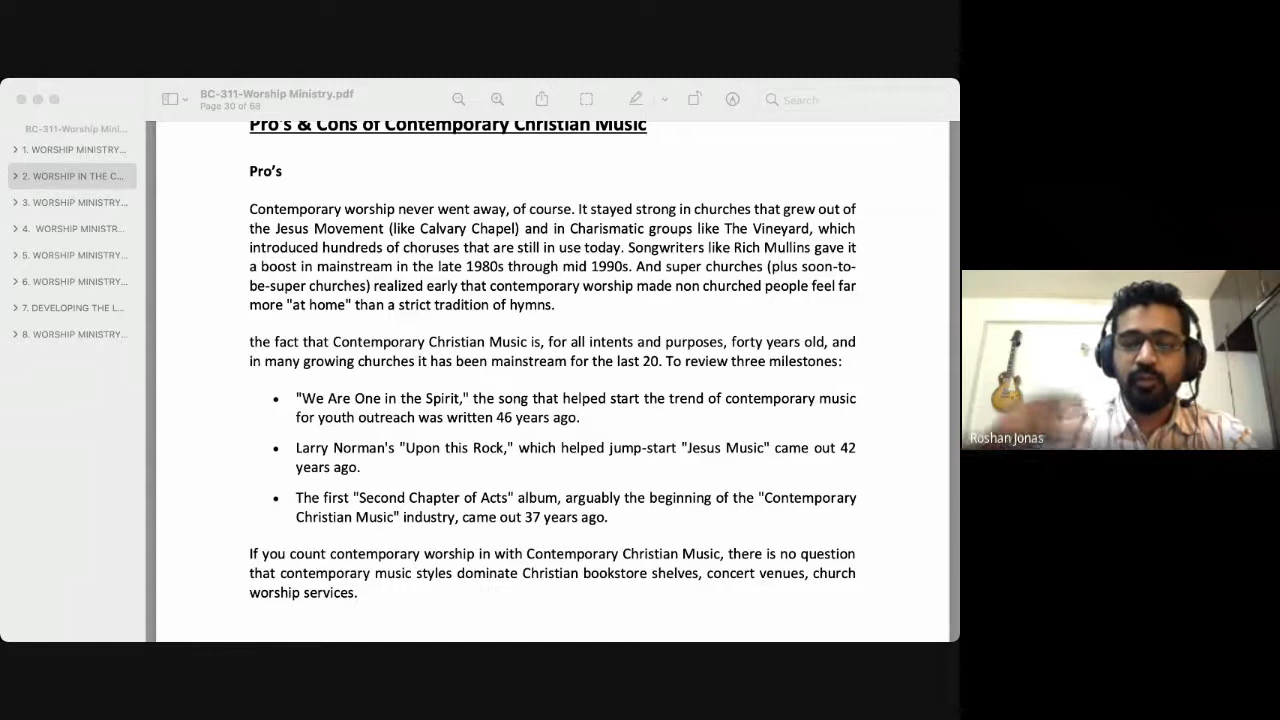 BC-311-Worship Ministry.pdf
Page 30 of 68
Search
BC-311-Worship Mini...
1. WORSHIP MINISTRY...
2. WORSHIP IN THE C...
3. WORSHIP MINISTRY...
4. WORSHIP MINISTR...
5. WORSHIP MINISTRY...
6. WORSHIP MINISTRY...
7. DEVELOPING THE L...
8. WORSHIP MINISTRY...
Pro's & Cons of Contemporary Christian Music
Pro's
Contemporary worship never went away, of course. It stayed strong in churches that grew out of
the Jesus Movement (like Calvary Chapel) and in Charismatic groups like The Vineyard, which
introduced hundreds of choruses that are still in use today. Songwriters like Rich Mullins gave it
a boost in mainstream in the late 1980s through mid 1990s. And super churches (plus soon-to-
be-super churches) realized early that contemporary worship made non churched people feel far
more "at home" than a strict tradition of hymns.
the fact that Contemporary Christian Music is, for all intents and purposes, forty years old, and
in many growing churches it has been mainstream for the last 20. To review three milestones:
• "We Are One in the Spirit," the song that helped start the trend of contemporary music
for youth outreach was written 46 years ago.
• Larry Norman's "Upon this Rock," which helped jump-start "Jesus Music" came out 42
years ago.
• The first "Second Chapter of Acts" album, arguably the beginning of the "Contemporary
Christian Music" industry, came out 37 years ago.
If you count contemporary worship in with Contemporary Christian Music, there is no question
that contemporary music styles dominate Christian bookstore shelves, concert venues, church
worship services.
Roshan Jonas